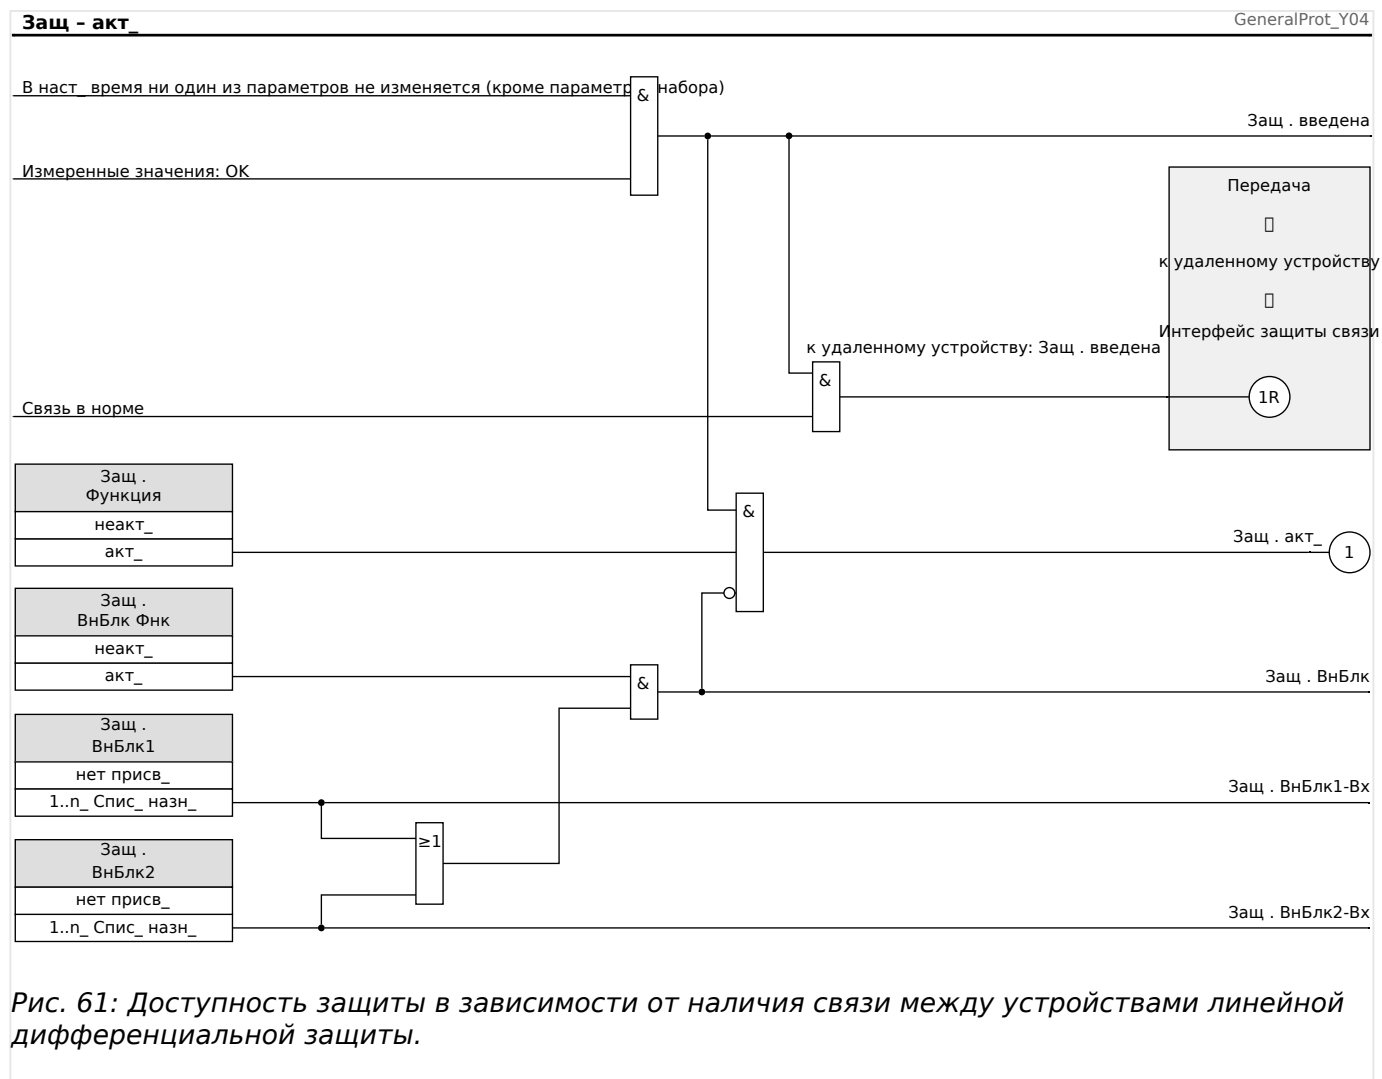 Защ – акт_
GeneralProt_Y04
В наст_ время ни один из параметров не изменяется (кроме параметр набора)
&
Защ . введена
Измеренные значения: OK
Передача
к удаленному устройству
Интерфейс защиты связи
к удаленному устройству: Защ . введена
&
1R
Связь в норме
Защ .
Функция
неакт_
акт_
&
Защ . акт_
1
Защ .
ВнБлк Фнк
неакт_
акт_
&
Защ . ВнБлк
Защ .
ВнБлк1
нет присв_
1..n_ Спис_ назн_
Защ . ВнБлк1-Вх
≥1
Защ .
ВнБлк2
нет присв_
1..n_ Спис_ назн_
Защ . ВнБлк2-Вх
Рис. 61: Доступность защиты в зависимости от наличия связи между устройствами линейной
дифференциальной защиты.